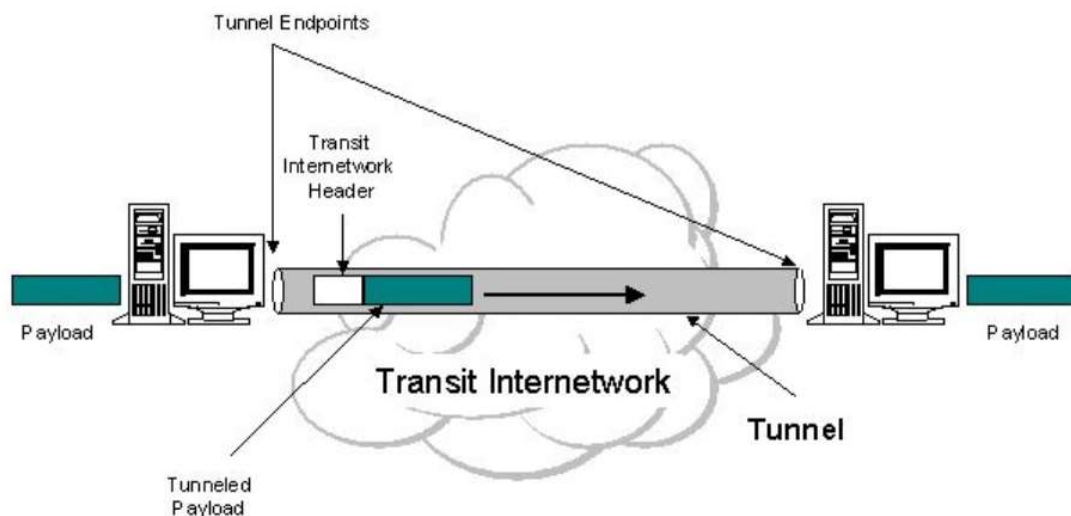 Tunnel Endpoints
Transit
Internetwork
Header
Payload
Payload
Transit Internetwork
Tunnel
Tunneled
Payload